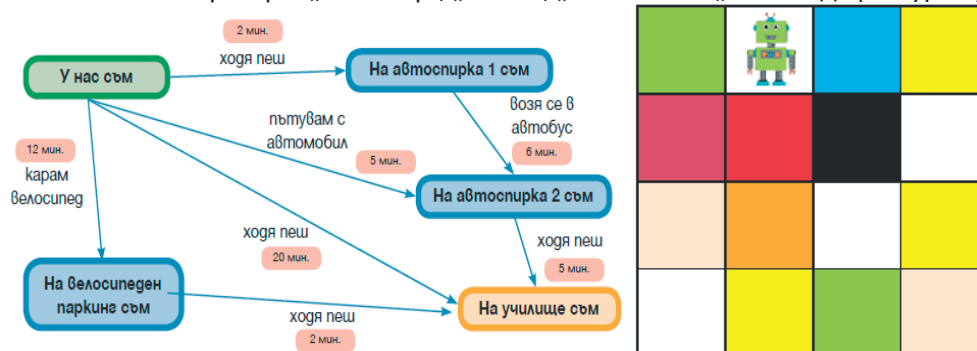 2 мин.
ходя пеш
У нас съм
На автоспирка 1 съм
пътувам с
автомобил
5 мин.
возя се в
автобус
6 мин.
12 мин.
карам
велосипед
На автоспирка 2 съм
ходя пеш
20 мин.
ходя пеш
5 мин.
На велосипеден
паркинг съм
ходя пеш
2 мин.
На училище съм